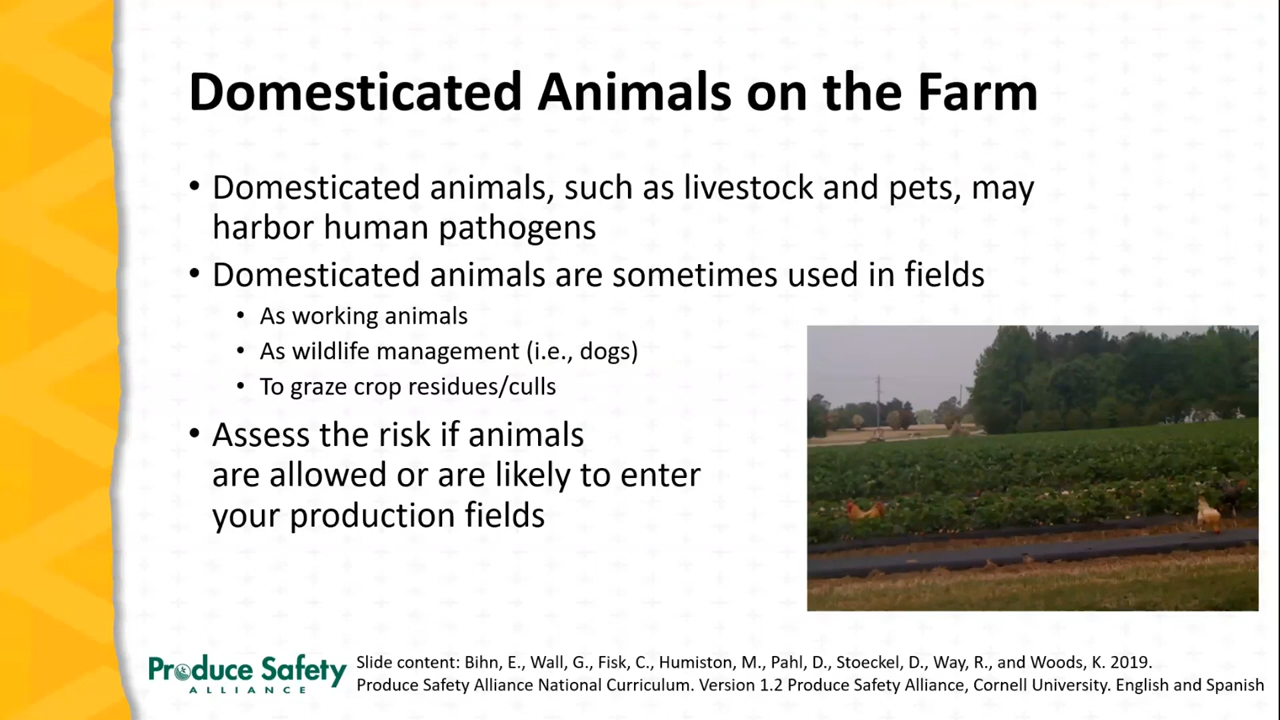 Domesticated Animals on the Farm
• Domesticated animals, such as livestock and pets, may
harbor human pathogens
• Domesticated animals are sometimes used in fields
• As working animals
• As wildlife management (i.e., dogs)
• To graze crop residues/culls
• Assess the risk if animals
are allowed or are likely to enter
your production fields
Produce Safety
ALLIANCE
Slide content: Bihn, E., Wall, G., Fisk, C., Humiston, M., Pahl, D., Stoeckel, D., Way, R., and Woods, K. 2019.
Produce Safety Alliance National Curriculum. Version 1.2 Produce Safety Alliance, Cornell University. English and Spanish